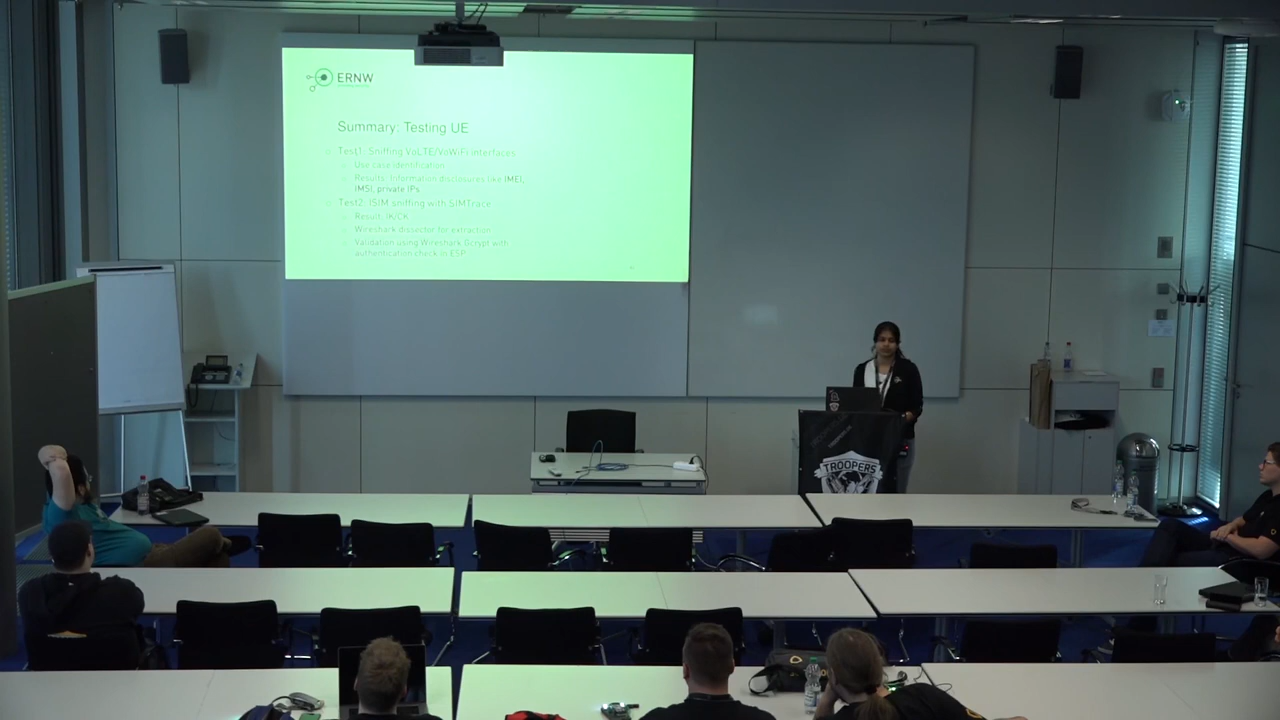 ERNW
Summary: Testing UE
Test1: Sniffing VoLTE/VoWiFi interfaces
Use case Identification
Results: Information disclosures like IMEI,
IMSI, private IPs
Test2: ISIM sniffing with SIMTrace
Result: IK/CK
Wireshark dissector for extraction
Validation using Wireshark Dcrypt with
authentication check in ESP
TROOPERS